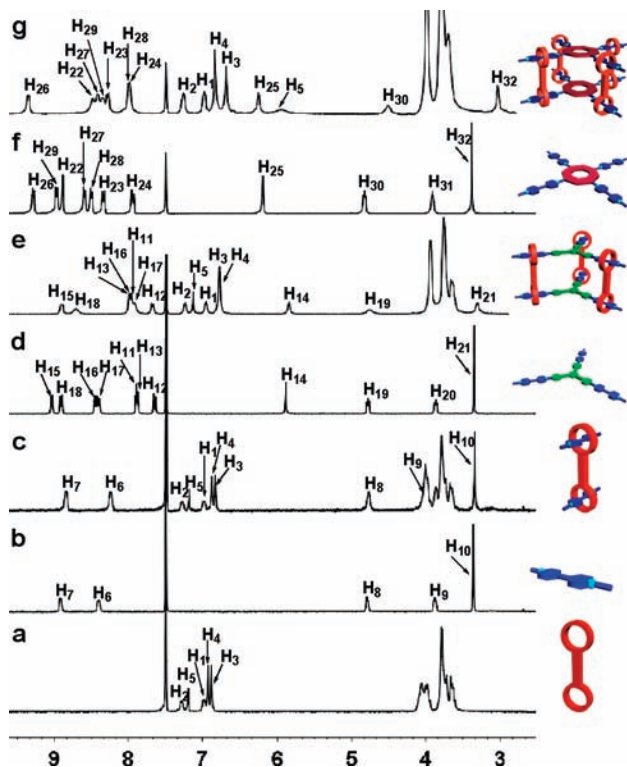 g
H26
H22
H27
H29
H23
H28
H24
H2
H1
H4
H3
H25
H5
H30
H32
f
H26
H29
H22
H27
H28
H23
H24
H25
H30
H31
H32
e
H15
H18
H13
H16
H11
H17
H12
H2
H5
H1
H3
H4
H14
H19
H21
d
H15
H18
H16
H17
H11
H13
H12
H14
H19
H20
H21
c
H7
H6
H2
H5
H1
H4
H3
H8
H9
H10
b
H7
H6
H8
H9
H10
a
H2
H5
H1
H4
H3
9 8 7 6 5 4 3